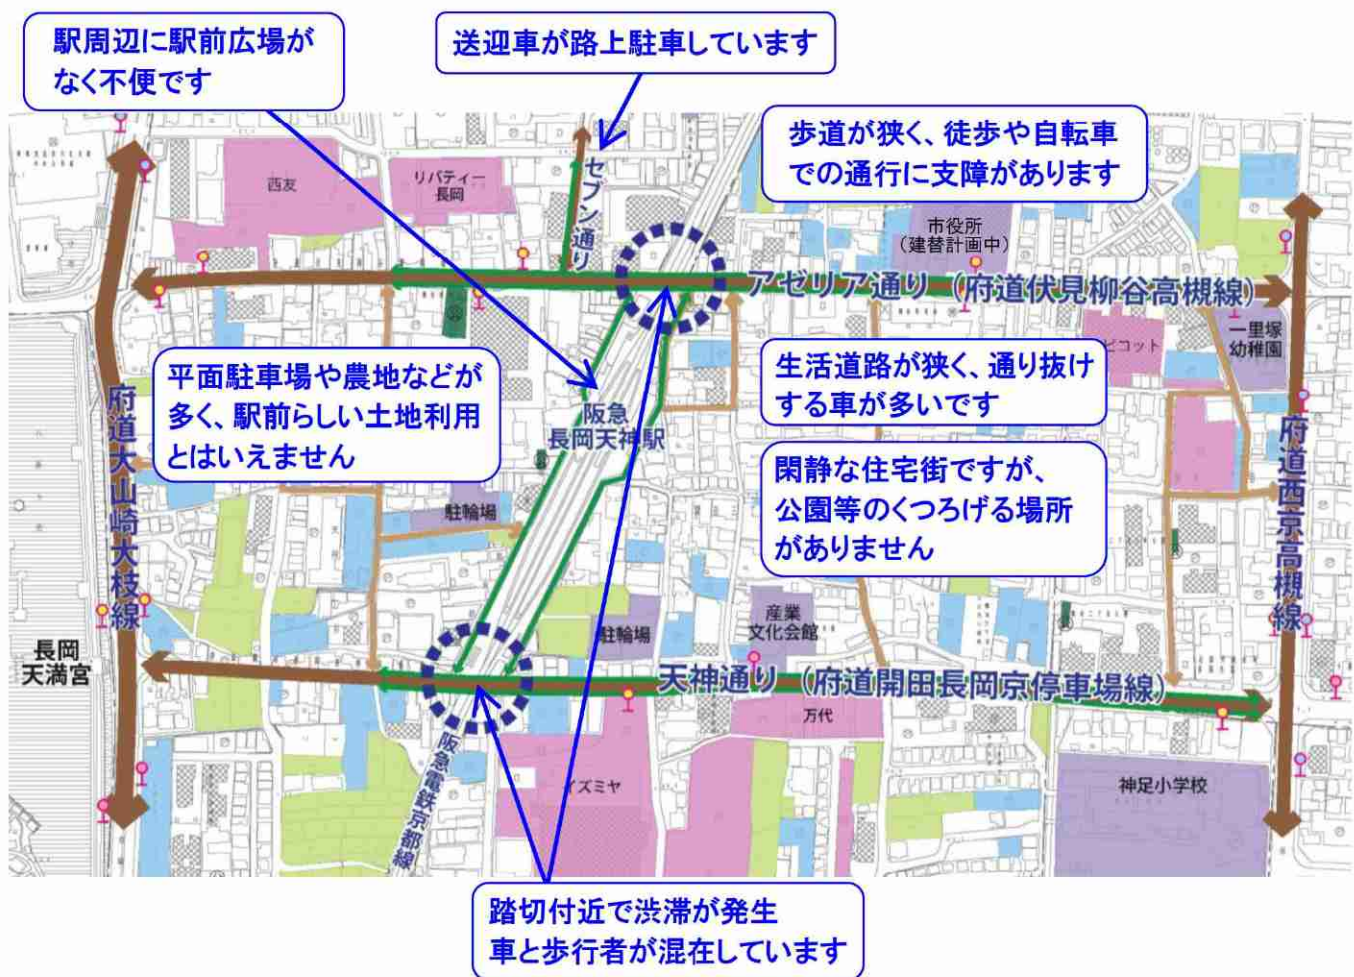 駅周辺に駅前広場が
なく不便です
送迎車が路上駐車しています
歩道が狭く、徒歩や自転車
での通行に支障があります
西友
リバティー
長岡
セブン通り
市役所
(建替計画中)
アゼリア通り (府道伏見柳谷高槻線)
一里塚
幼稚園
ピコット
平面駐車場や農地などが
多く、駅前らしい土地利用
とはいえません
生活道路が狭く、通り抜け
する車が多いです
阪急
長岡天神駅
閑静な住宅街ですが、
公園等のくつろげる場所
がありません
府道大山崎大枝線
府道西京高槻線
駐輪場
駐輪場
産業
文化会館
長岡
天満宮
天神通り (府道開田長岡京停車場線)
万代
阪急電鉄京都線
イズミヤ
神足小学校
踏切付近で渋滞が発生
車と歩行者が混在しています